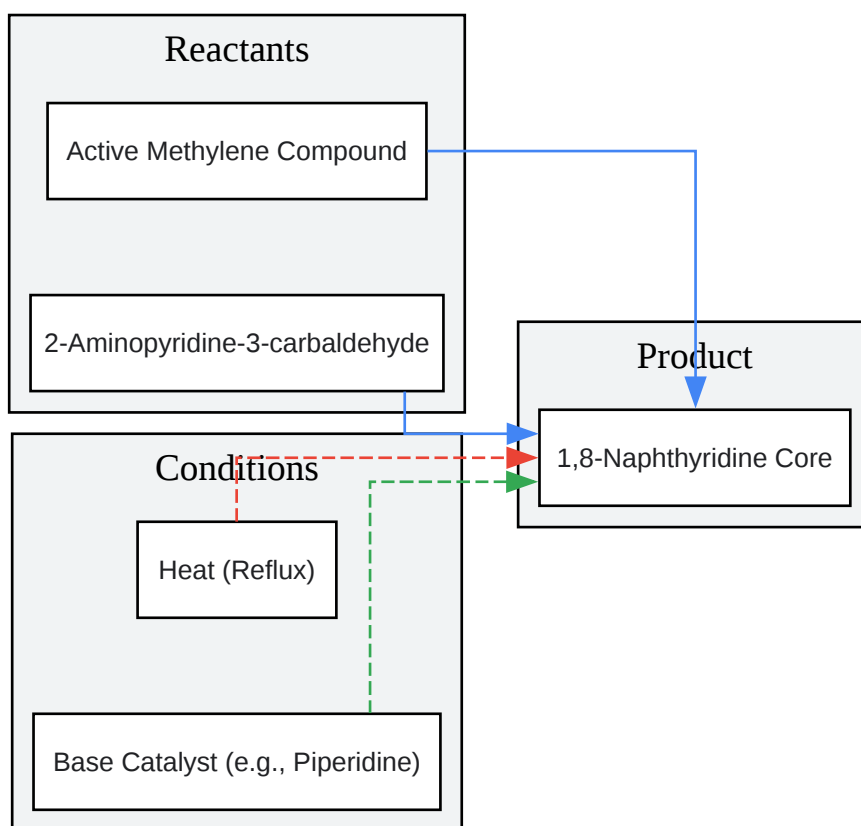 Reactants
Active Methylene Compound
2-Aminopyridine-3-carbaldehyde
Product
1,8-Naphthyridine Core
Conditions
Heat (Reflux)
Base Catalyst (e.g., Piperidine)